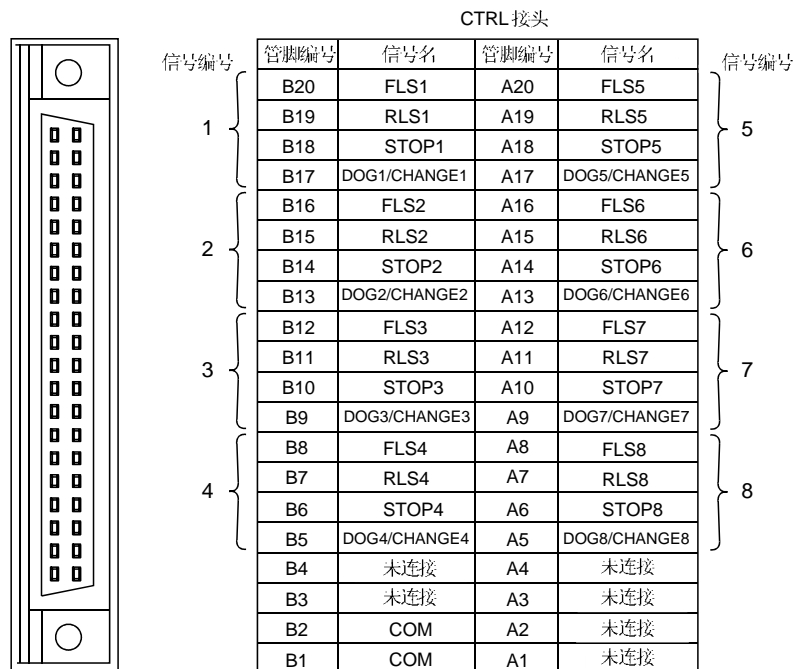 CTRL 接头
信号编号 管脚编号 信号名 管脚编号 信号名 信号编号
B20 FLS1 A20 FLS5
B19 RLS1 A19 RLS5
1 B18 STOP1 A18 STOP5 5
B17 DOG1/CHANGE1 A17 DOG5/CHANGE5
B16 FLS2 A16 FLS6
B15 RLS2 A15 RLS6
2 B14 STOP2 A14 STOP6 6
B13 DOG2/CHANGE2 A13 DOG6/CHANGE6
B12 FLS3 A12 FLS7
B11 RLS3 A11 RLS7
3 B10 STOP3 A10 STOP7 7
B9 DOG3/CHANGE3 A9 DOG7/CHANGE7
B8 FLS4 A8 FLS8
B7 RLS4 A7 RLS8
4 B6 STOP4 A6 STOP8 8
B5 DOG4/CHANGE4 A5 DOG8/CHANGE8
B4 未连接 A4 未连接
B3 未连接 A3 未连接
B2 COM A2 未连接
B1 COM A1 未连接